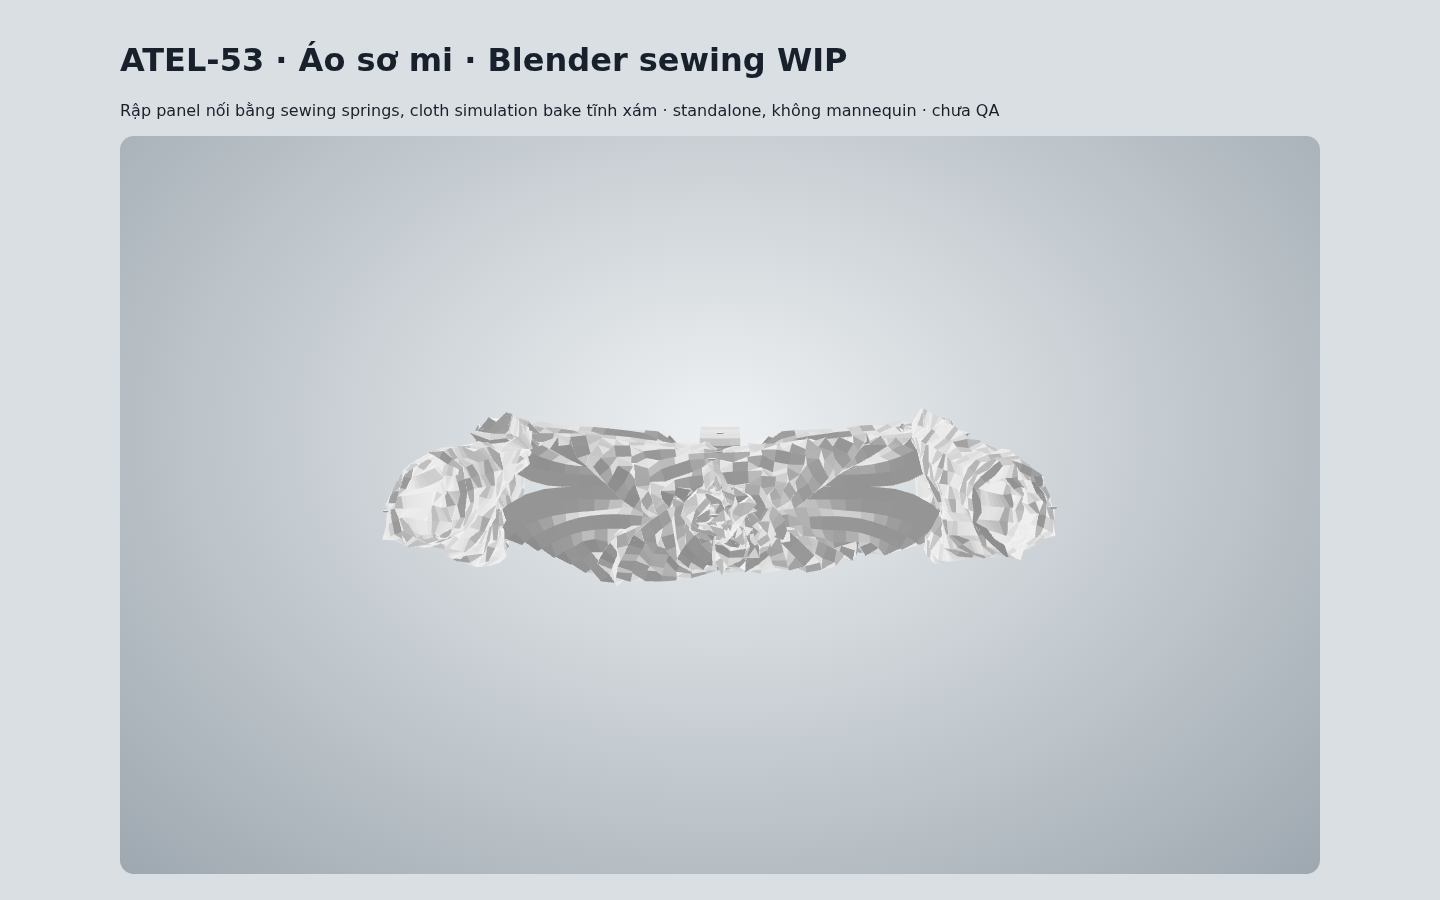 ATEL-53 · Áo sơ mi · Blender sewing WIP
Rập panel nối bằng sewing springs, cloth simulation bake tĩn xám · standalone, không mannequin · chưa QA